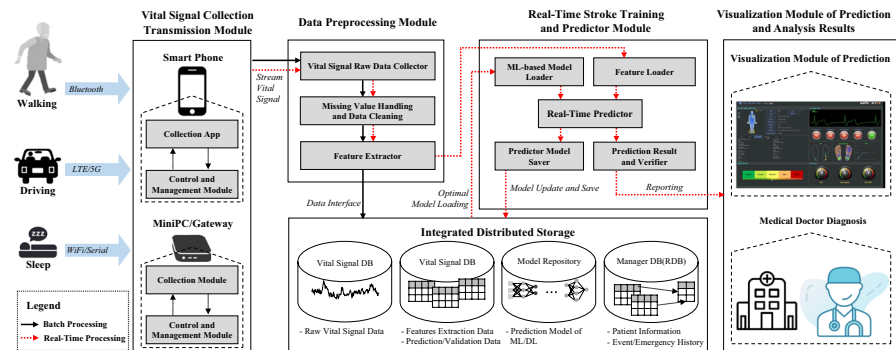 Vital Signal Collection
Transmission Module
Data Preprocessing Module
Real-Time Stroke Training
and Predictor Module
Visualization Module of Prediction
and Analysis Results
Walking
Bluetooth
Driving
LTE/5G
zzz
Sleep
WiFi/Serial
Legend
Batch Processing
Real-Time Processing
Smart Phone
Collection App
Control and
Management Module
MiniPC/Gateway
Collection Module
Control and
Management Module
Stream
Vital
Signal
Vital Signal Raw Data Collector
Missing Value Handling
and Data Cleaning
Feature Extractor
Data Interface
Optimal
Model Loading
ML-based Model
Loader
Feature Loader
Real-Time Predictor
Predictor Model
Saver
Prediction Result
and Verifier
Model Update and Save
Reporting
Integrated Distributed Storage
Vital Signal DB
- Raw Vital Signal Data
Vital Signal DB
- Features Extraction Data
- Prediction/Validation Data
Model Repository
...
- Prediction Model of
ML/DL
Manager DB(RDB)
- Patient Information
- Event/Emergency History
Visualization Module of Prediction
Medical Doctor Diagnosis